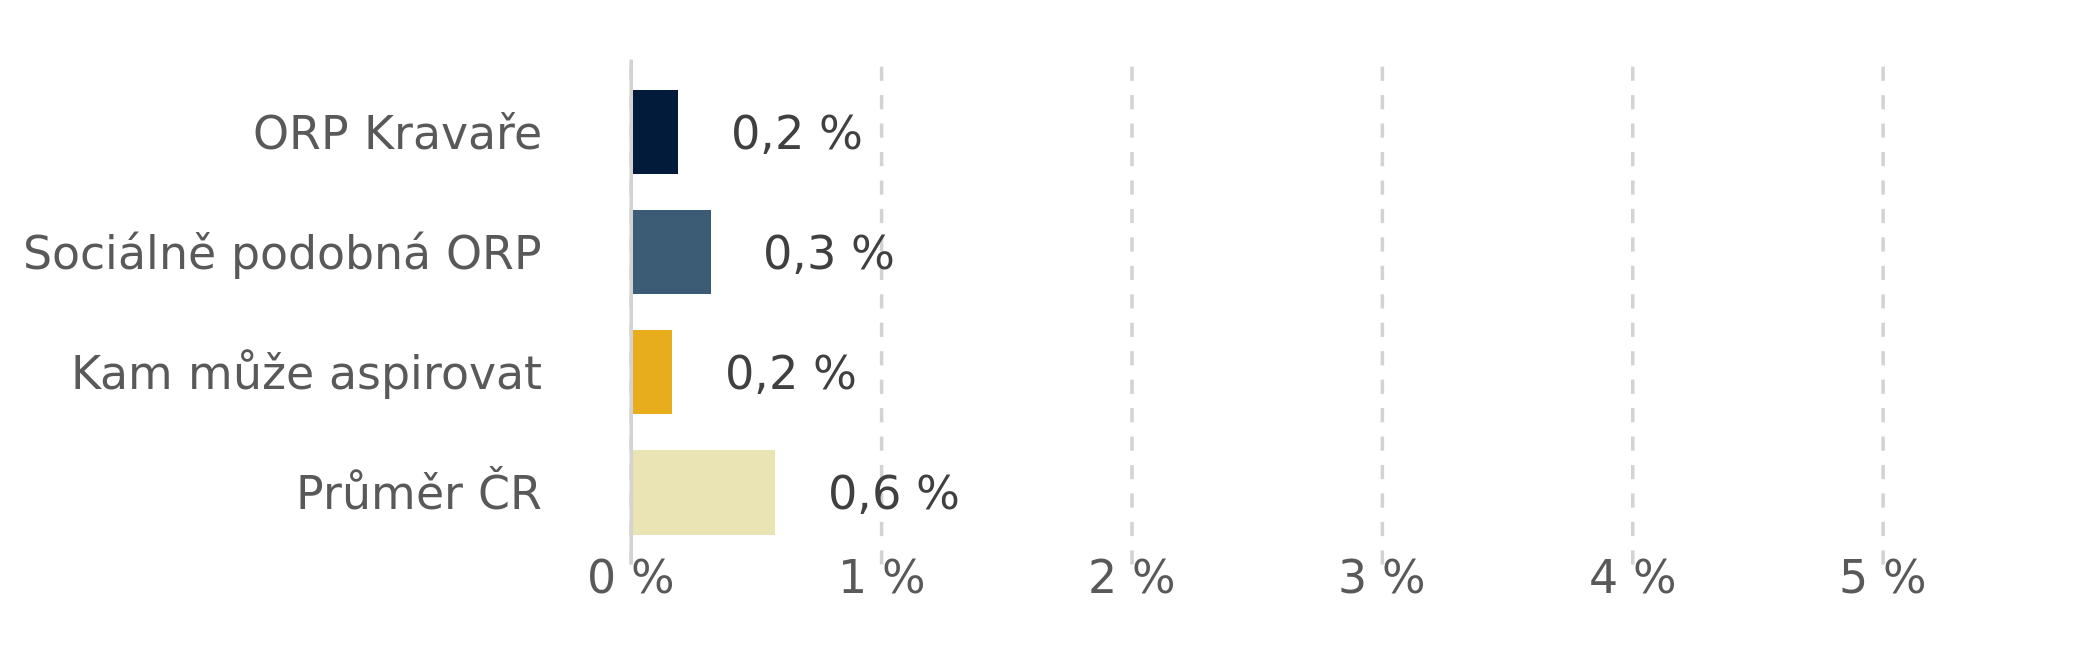 ORP Kravaře 0,2 %
Sociálně podobná ORP 0,3 %
Kam může aspirovat 0,2 %
Průměr ČR 0,6 %
0 % 1 % 2 % 3 % 4 % 5 %